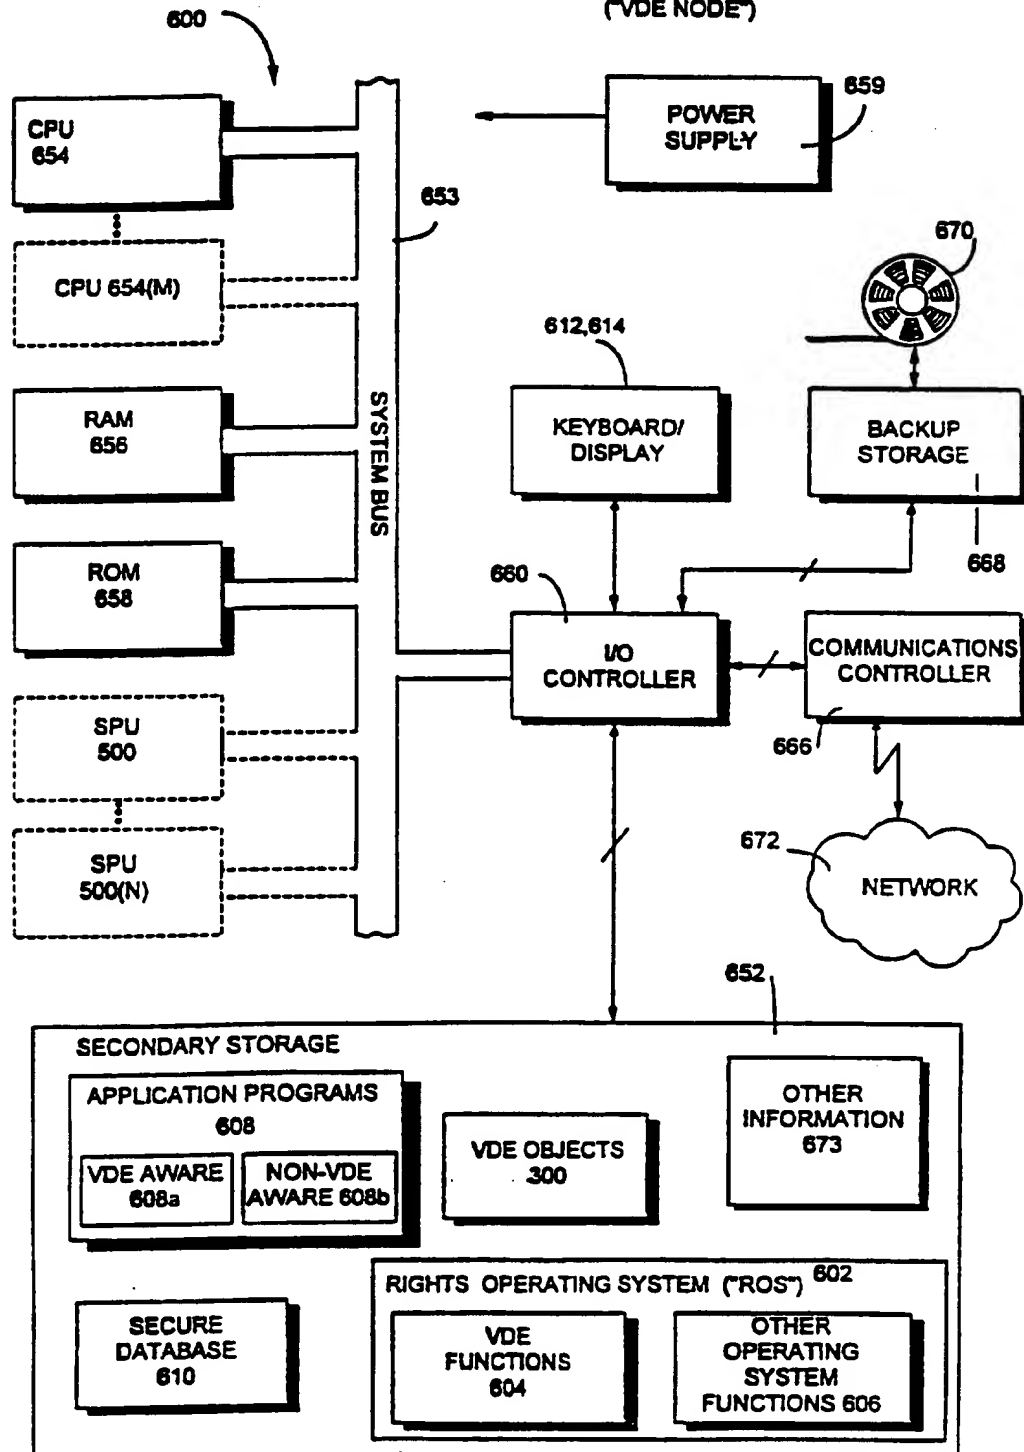 ("VDE NODE")
600
CPU
654
POWER
SUPPLY
659
653
CPU 654(M)
670
612,614
RAM
656
SYSTEM BUS
KEYBOARD/
DISPLAY
BACKUP
STORAGE
668
ROM
658
660
I/O
CONTROLLER
COMMUNICATIONS
CONTROLLER
666
SPU
500
SPU
500(N)
672
NETWORK
652
SECONDARY STORAGE
APPLICATION PROGRAMS
608
VDE AWARE
608a
NON-VDE
AWARE 608b
VDE OBJECTS
300
OTHER
INFORMATION
673
SECURE
DATABASE
610
RIGHTS OPERATING SYSTEM ("ROS") 602
VDE
FUNCTIONS
604
OTHER
OPERATING
SYSTEM
FUNCTIONS 606